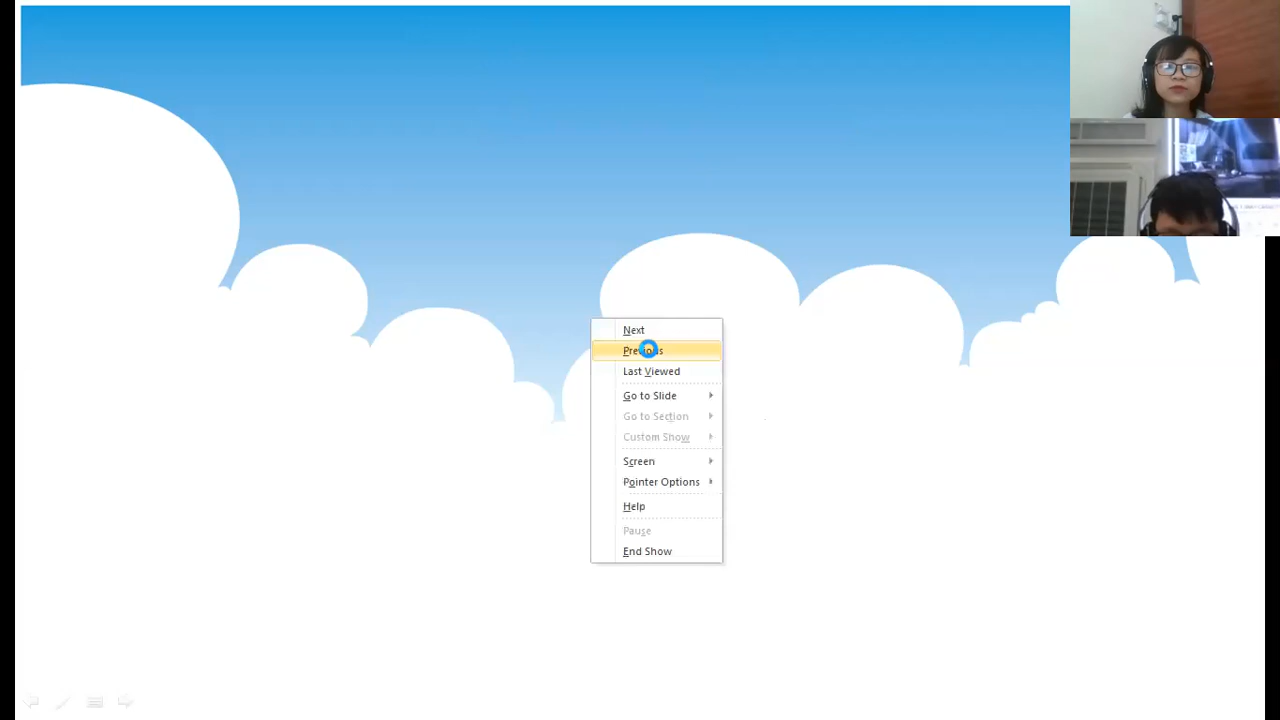 Next
Previous
Last Viewed
Go to Slide
Go to Section
Custom Show
Screen
Pointer Options
Help
Pause
End Show